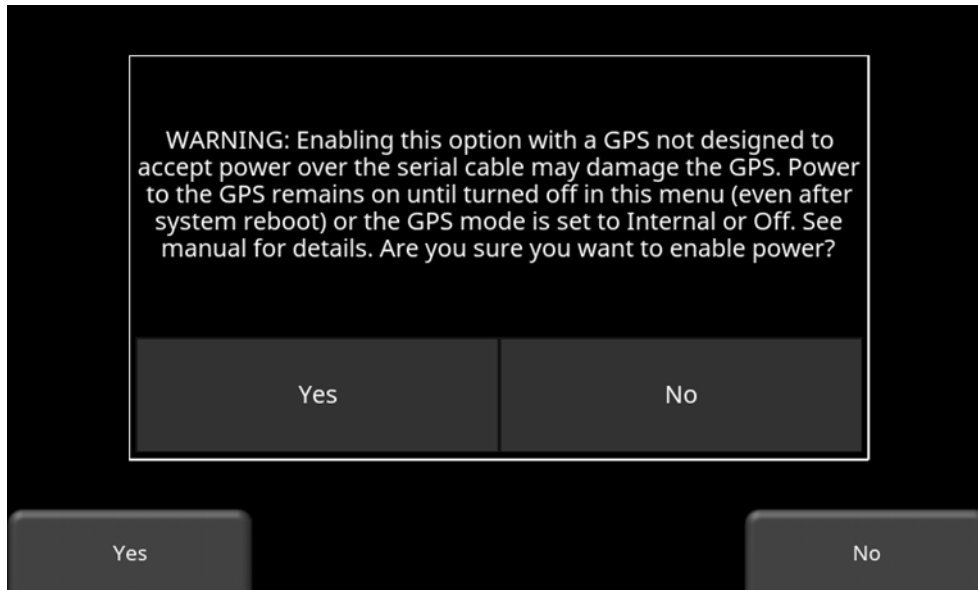 WARNING: Enabling this option with a GPS not designed to
accept power over the serial cable may damage the GPS. Power
to the GPS remains on until turned off in this menu (even after
system reboot) or the GPS mode is set to Internal or Off. See
manual for details. Are you sure you want to enable power?
Yes
No
Yes
No